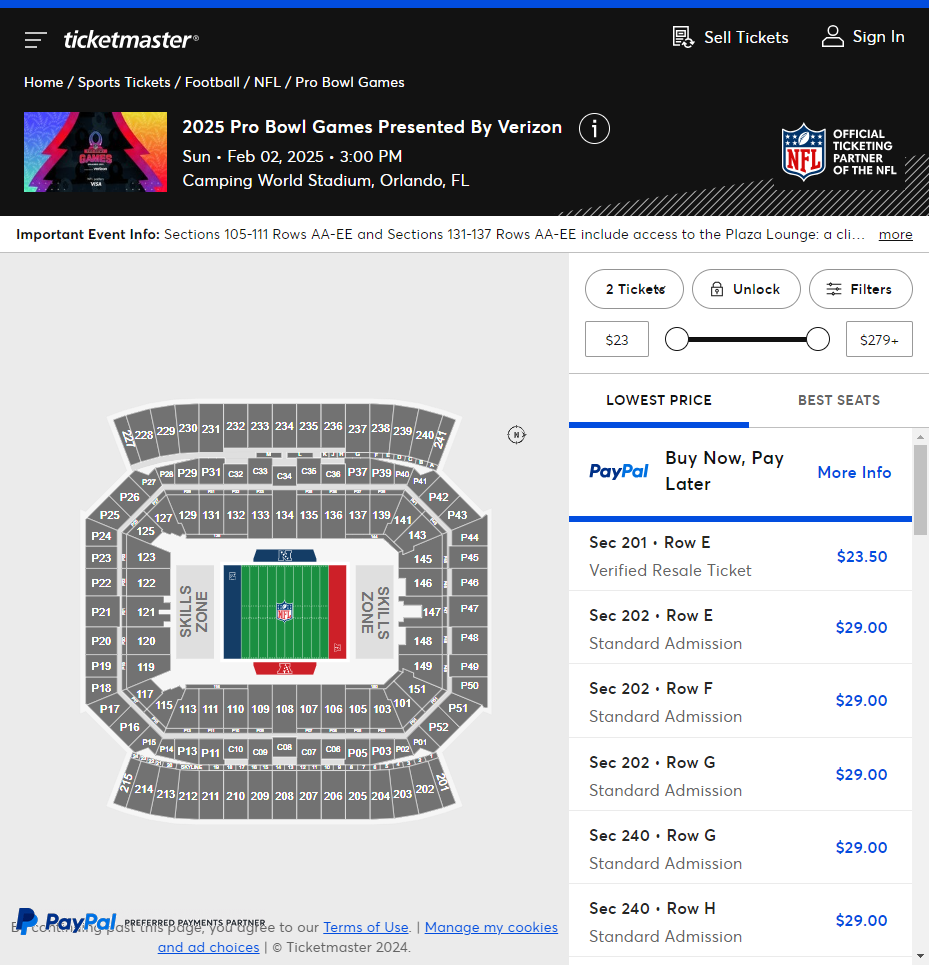 ticketmaster®
Sell Tickets
Sign In
Home / Sports Tickets / Football / NFL / Pro Bowl Games
GAMES
VISA
2025 Pro Bowl Games Presented By Verizon
Sun • Feb 02, 2025 • 3:00 PM
Camping World Stadium, Orlando, FL
NFL
OFFICIAL
TICKETING
PARTNER
OF THE NFL
Important Event Info: Sections 105-111 Rows AA-EE and Sections 131-137 Rows AA-EE include access to the Plaza Lounge: a cli... more
2 Tickets
Unlock
Filters
$23
$279+
LOWEST PRICE
BEST SEATS
N
227 228 229 230 231 232 233 234 235 236 237 238 239 240 241
P27 P28 P29 P31 C32 C33 C34 C35 C36 P37 P39 P40 P41
P26 P42
P25 127 129 131 132 133 134 135 136 137 139 141 P43
P24 125 143 P44
P23 123 145 P45
P22 122 146 P46
P21 121 SKILLS ZONE NFL SKILLS ZONE 147 P47
P20 120 148 P48
P19 119 149 P49
P18 117 151 P50
P17 115 113 111 110 109 108 107 106 105 103 101 P51
P16 P52
P15 P14 P13 P11 C10 C09 C08 C07 C06 P05 P03 P02 P01
215 214 213 212 211 210 209 208 207 206 205 204 203 202 201
PayPal
Buy Now, Pay
Later
More Info
Sec 201 • Row E
Verified Resale Ticket
$23.50
Sec 202 • Row E
Standard Admission
$29.00
Sec 202 • Row F
Standard Admission
$29.00
Sec 202 • Row G
Standard Admission
$29.00
Sec 240 • Row G
Standard Admission
$29.00
Sec 240 • Row H
Standard Admission
$29.00
PayPal PREFERRED PAYMENTS PARTNER
By continuing past this page, you agree to our Terms of Use. | Manage my cookies
and ad choices | © Ticketmaster 2024.